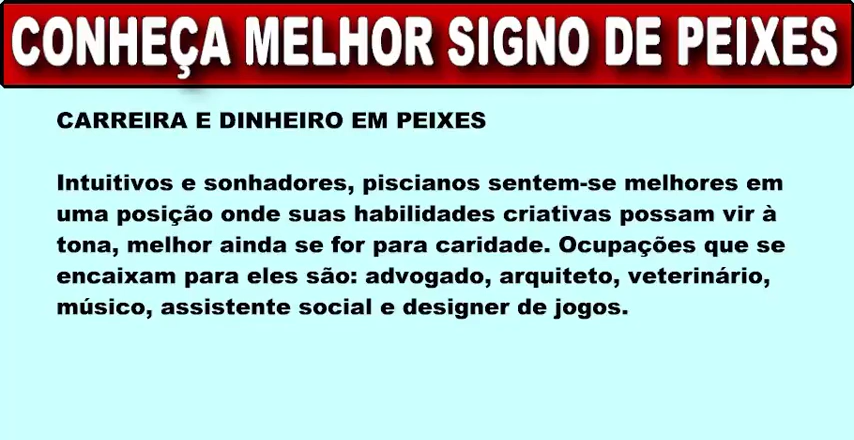 CONHEÇA MELHOR SIGNO DE PEIXES
CARREIRA E DINHEIRO EM PEIXES
Intuitivos e sonhadores, piscianos sentem-se melhores em
uma posição onde suas habilidades criativas possam vir à
tona, melhor ainda se for para caridade. Ocupações que se
encaixam para eles são: advogado, arquiteto, veterinário,
músico, assistente social e designer de jogos.